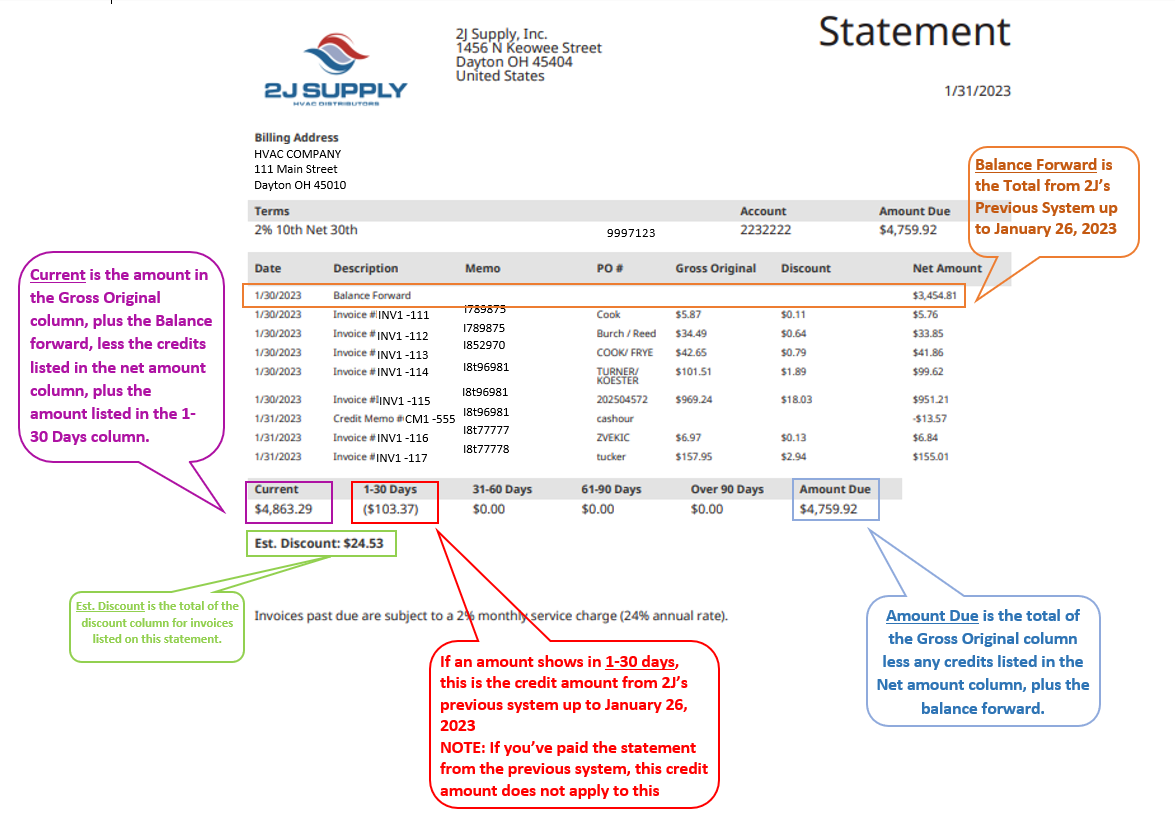 2J SUPPLY
HVAC DISTRIBUTORS
2J Supply, Inc.
1456 N Keowee Street
Dayton OH 45404
United States
Statement
1/31/2023
Billing Address
HVAC COMPANY
111 Main Street
Dayton OH 45010
Terms Account Amount Due
2% 10th Net 30th 9997123 2232222 $4,759.92
Balance Forward is
the Total from 2J’s
Previous System up
to January 26, 2023
Date Description Memo PO # Gross Original Discount Net Amount
1/30/2023 Balance Forward $3,454.81
1/30/2023 Invoice # INV1 -111 I789875 Cook $5.87 $0.11 $5.76
1/30/2023 Invoice # INV1 -112 I789875 Burch / Reed $34.49 $0.64 $33.85
1/30/2023 Invoice # INV1 -113 I852970 COOK/ FRYE $42.65 $0.79 $41.86
1/30/2023 Invoice # INV1 -114 I8t96981 TURNER/ $101.51 $1.89 $99.62
KOESTER
1/30/2023 Invoice # INV1 -115 I8t96981 202504572 $969.24 $18.03 $951.21
1/31/2023 Credit Memo # CM1 -555 I8t96981 cashour -$13.57
1/31/2023 Invoice # INV1 -116 I8t77777 ZVEKIC $6.97 $0.13 $6.84
1/31/2023 Invoice # INV1 -117 I8t77778 tucker $157.95 $2.94 $155.01
Current 1-30 Days 31-60 Days 61-90 Days Over 90 Days Amount Due
$4,863.29 ($103.37) $0.00 $0.00 $0.00 $4,759.92
Est. Discount: $24.53
Invoices past due are subject to a 2% monthly service charge (24% annual rate).
Current is the amount in
the Gross Original
column, plus the Balance
forward, less the credits
listed in the net amount
column, plus the
amount listed in the 1-
30 Days column.
Est. Discount is the total of the
discount column for invoices
listed on this statement.
If an amount shows in 1-30 days,
this is the credit amount from 2J’s
previous system up to January 26,
2023
NOTE: If you’ve paid the statement
from the previous system, this credit
amount does not apply to this
Amount Due is the total of
the Gross Original column
less any credits listed in the
Net amount column, plus the
balance forward.